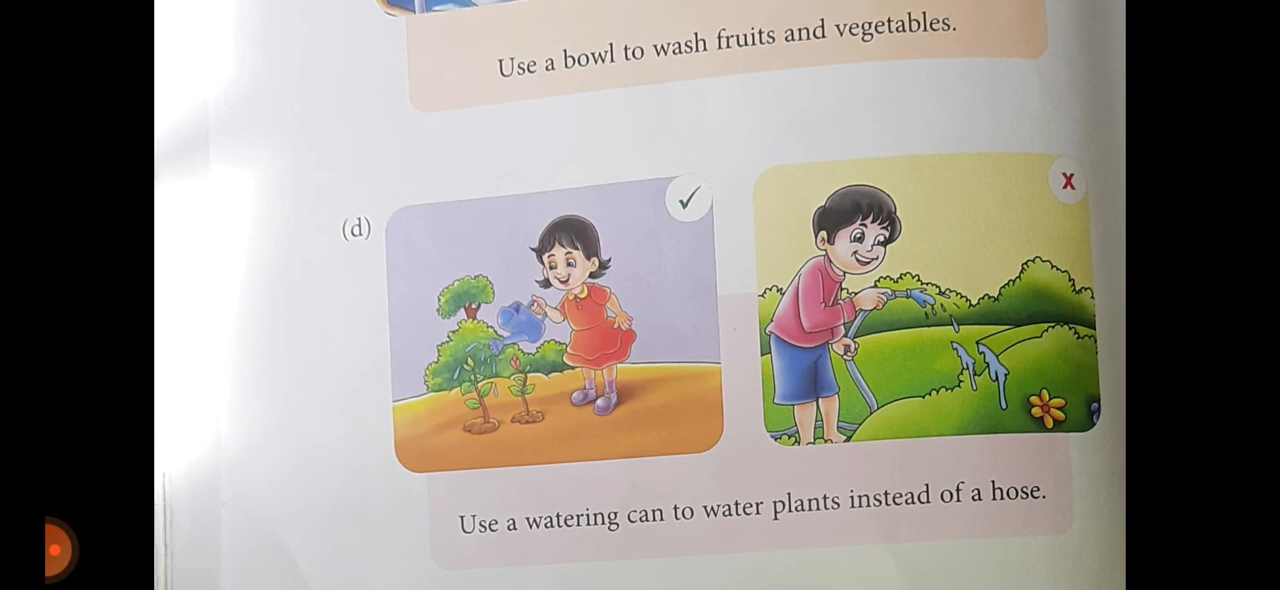 Use a bowl to wash fruits and vegetables.
(d)
✓
X
Use a watering can to water plants instead of a hose.